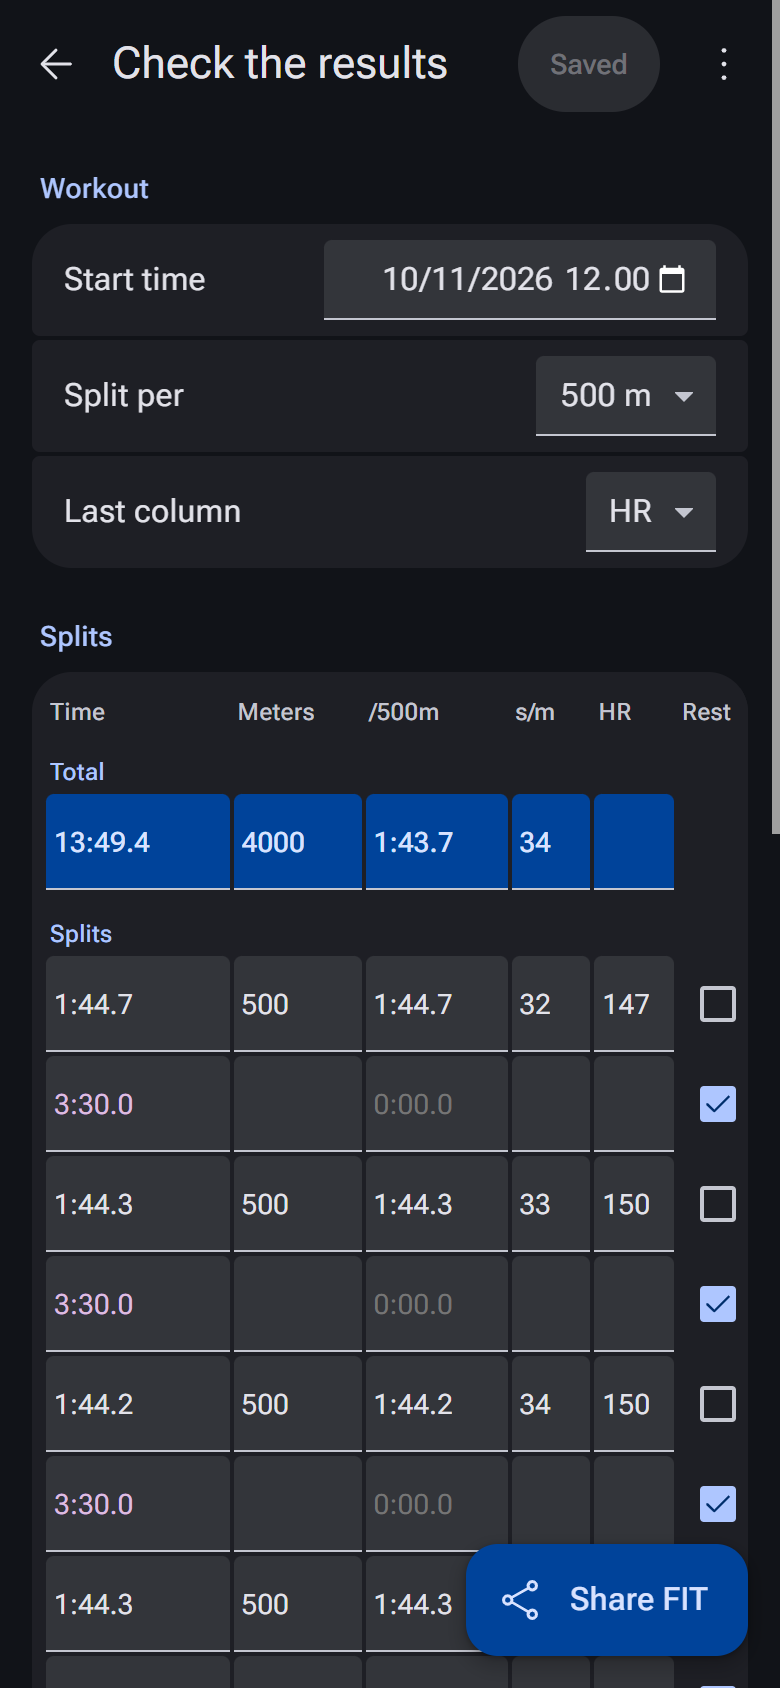 Check the results Saved
Workout
Start time 10/11/2026 12.00
Split per 500 m
Last column HR
Splits
Time Meters /500m s/m HR Rest
Total
13:49.4 4000 1:43.7 34
Splits
1:44.7 500 1:44.7 32 147
3:30.0 0:00.0
1:44.3 500 1:44.3 33 150
3:30.0 0:00.0
1:44.2 500 1:44.2 34 150
3:30.0 0:00.0
1:44.3 500 1:44.3
Share FIT